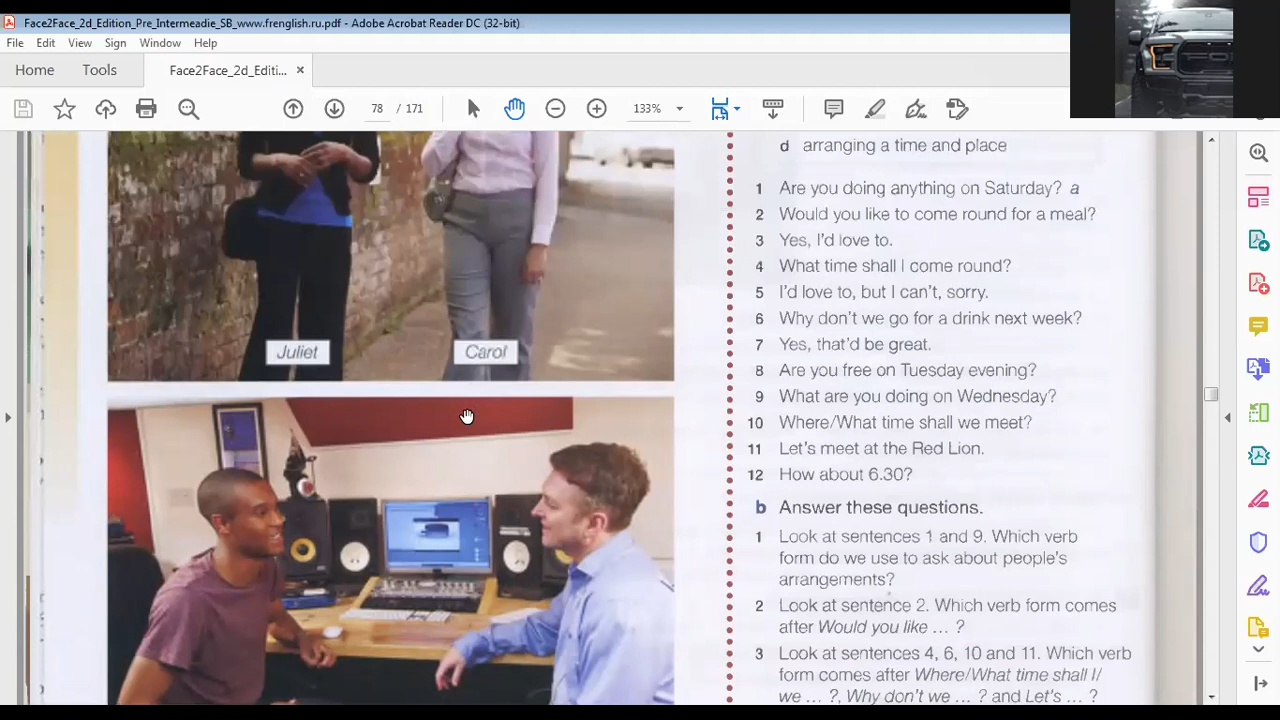 Face2Face_2d_Edition_Pre_Intermeadie_SB_www.frenglish.ru.pdf - Adobe Acrobat Reader DC (32-bit)
File Edit View Sign Window Help
Home Tools Face2Face_2d_Editi... ×
78 / 171 133%
d arranging a time and place
1 Are you doing anything on Saturday? a
2 Would you like to come round for a meal?
3 Yes, I'd love to.
4 What time shall I come round?
5 I'd love to, but I can't, sorry.
6 Why don't we go for a drink next week?
7 Yes, that'd be great.
8 Are you free on Tuesday evening?
9 What are you doing on Wednesday?
10 Where/What time shall we meet?
11 Let's meet at the Red Lion.
12 How about 6.30?
b Answer these questions.
1 Look at sentences 1 and 9. Which verb
form do we use to ask about people's
arrangements?
2 Look at sentence 2. Which verb form comes
after Would you like ... ?
3 Look at sentences 4, 6, 10 and 11. Which verb
form comes after Where/What time shall I/
we ... ?, Why don't we ... ? and Let's ... ?
Juliet
Carol